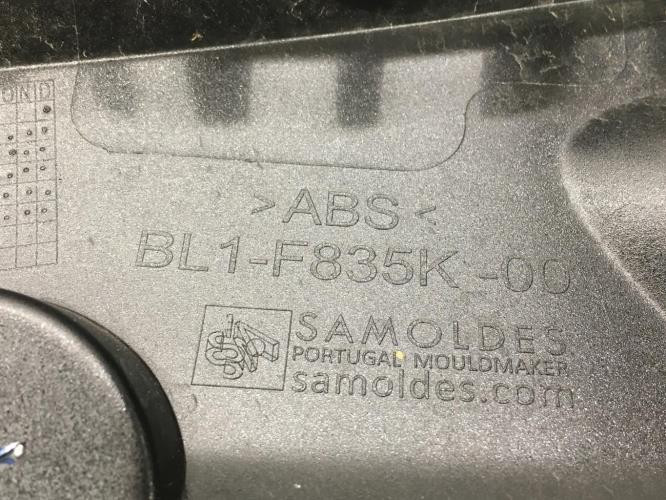 O N D
> ABS <
BL1-F835K-00
SAMOLDES
PORTUGAL MOULDMAKER
samoldes.com